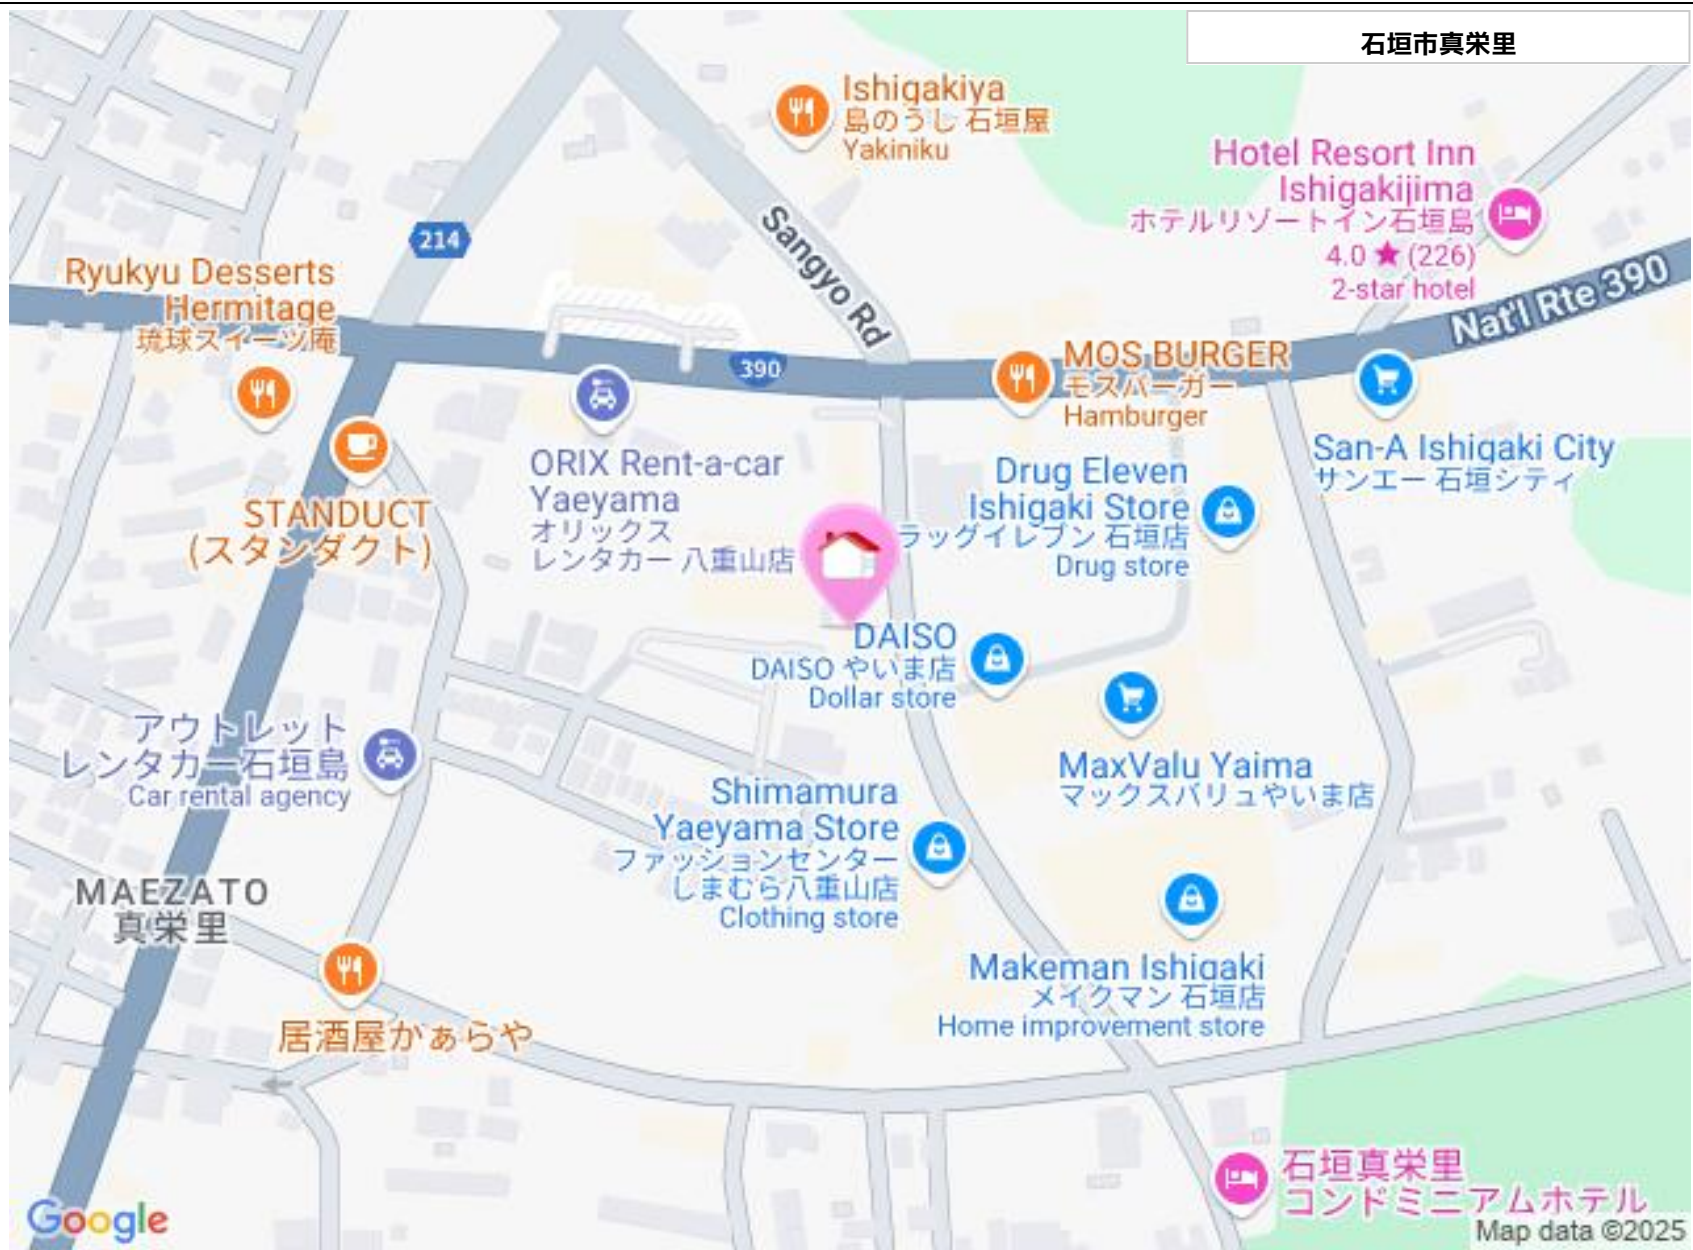 石垣市真栄里
Ishigakiya
島のうし 石垣屋
Yakiniku
Hotel Resort Inn
Ishigakijima
ホテルリゾートイン石垣島
4.0 ★ (226)
2-star hotel
214
Sangyo Rd
Ryukyu Desserts
Hermitage
琉球スイーツ庵
Nat'l Rte 390
390
MOS BURGER
モスバーガー
Hamburger
San-A Ishigaki City
サンエー 石垣シティ
STANDUCT
(スタンダクト)
ORIX Rent-a-car
Yaeyama
オリックス
レンタカー 八重山店
Drug Eleven
Ishigaki Store
ラッグイレブン 石垣店
Drug store
DAISO
DAISO やいま店
Dollar store
アウトレット
レンタカー石垣島
Car rental agency
MaxValu Yaima
マックスバリュやいま店
Shimamura
Yaeyama Store
ファッションセンター
しまむら八重山店
Clothing store
MAEZATO
真栄里
Makeman Ishigaki
メイクマン 石垣店
Home improvement store
居酒屋かぁらや
石垣真栄里
コンドミニアムホテル
Google
Map data ©2025